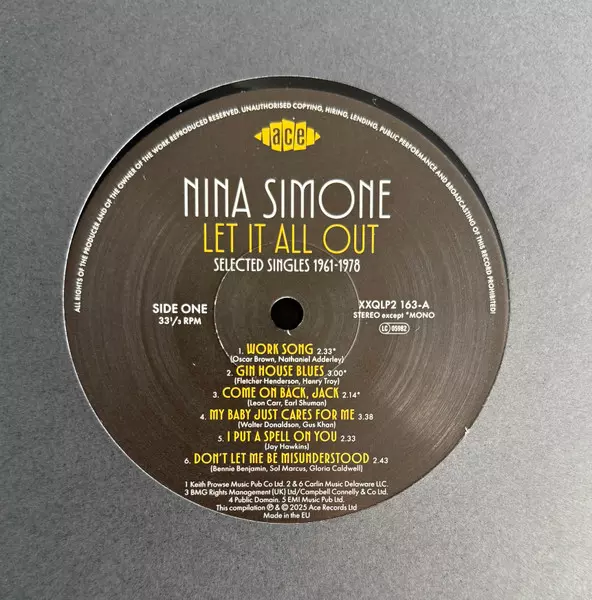 ALL RIGHTS OF THE PRODUCER AND OF THE OWNER OF THE WORK REPRODUCED RESERVED. UNAUTHORISED COPYING, HIRING, LENDING, PUBLIC PERFORMANCE AND BROADCASTING OF THIS RECORD PROHIBITED!
ace
NINA SIMONE
LET IT ALL OUT
SELECTED SINGLES 1961-1978
SIDE ONE
33⅓ RPM
XXQLP2 163-A
STEREO except *MONO
LC 05982
1. WORK SONG 2.33*
(Oscar Brown, Nathaniel Adderley)
2. GIN HOUSE BLUES 3.00*
(Fletcher Henderson, Henry Troy)
3. COME ON BACK, JACK 2.14*
(Leon Carr, Earl Shuman)
4. MY BABY JUST CARES FOR ME 3.38
(Walter Donaldson, Gus Khan)
5. I PUT A SPELL ON YOU 2.33
(Jay Hawkins)
6. DON'T LET ME BE MISUNDERSTOOD 2.43
(Bennie Benjamin, Sol Marcus, Gloria Caldwell)
1 Keith Prowse Music Pub Co Ltd. 2 & 6 Carlin Music Delaware LLC.
3 BMG Rights Management (UK) Ltd/Campbell Connelly & Co Ltd.
4 Public Domain. 5 EMI Music Pub Ltd.
This compilation ℗ & © 2025 Ace Records Ltd
Made in the EU